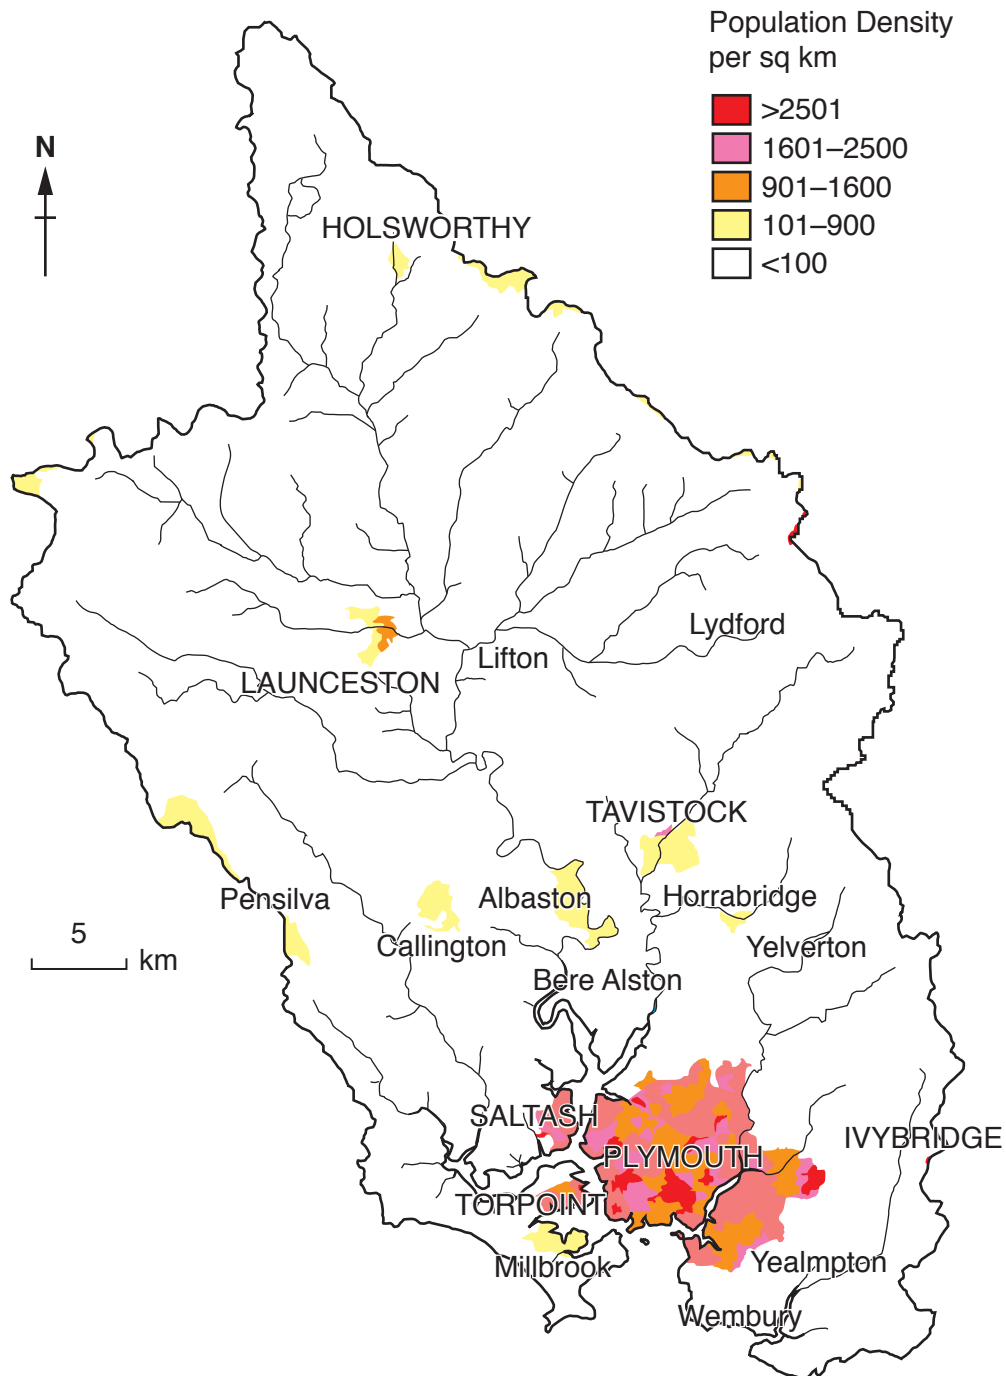 Population Density
per sq km
>2501
1601–2500
901–1600
101–900
<100
N
HOLSWORTHY
Lydford
Lifton
LAUNCESTON
TAVISTOCK
Pensilva
Albaston
Horrabridge
5
km
Callington
Yelverton
Bere Alston
SALTASH
IVYBRIDGE
PLYMOUTH
TORPOINT
Millbrook
Yealmpton
Wembury